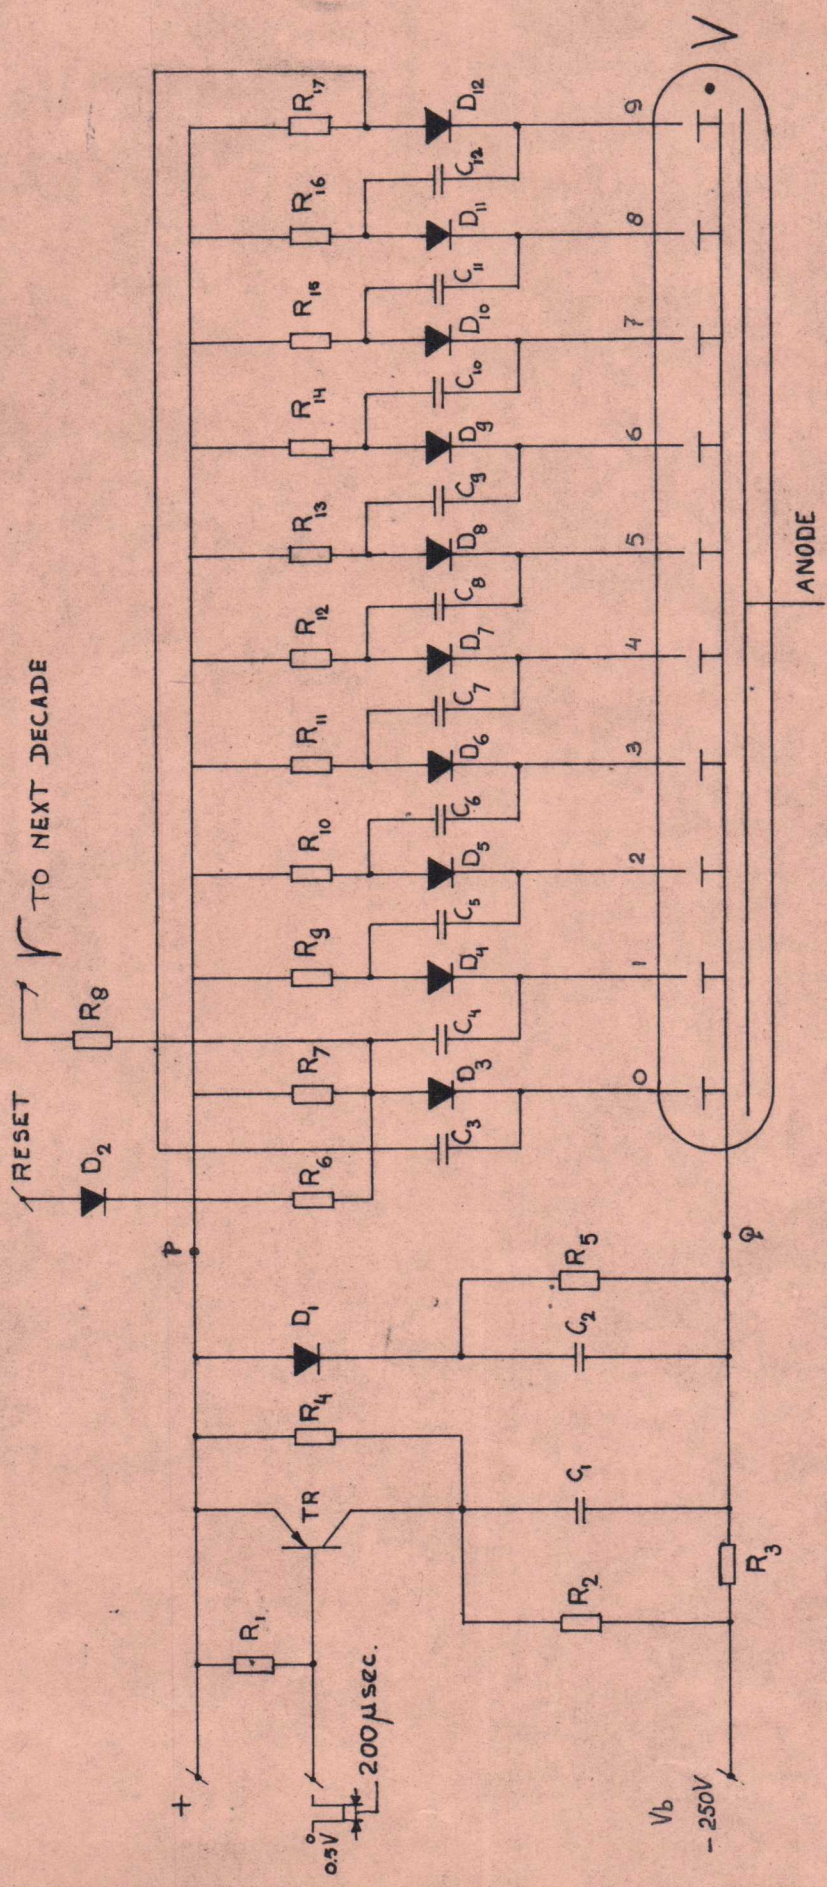 +
0
0.5V
200 µsec.
Vb
- 250V
R1
TR
R2
C1
R3
R4
D1
C2
R5
P
Q
RESET
D2
R6
C3
R7
D3
R8
TO NEXT DECADE
C4
R9
D4
C5
R10
D5
C6
R11
D6
C7
R12
D7
C8
R13
D8
C9
R14
D9
C10
R15
D10
C11
R16
D11
C12
R17
D12
0 1 2 3 4 5 6 7 8 9
V
ANODE